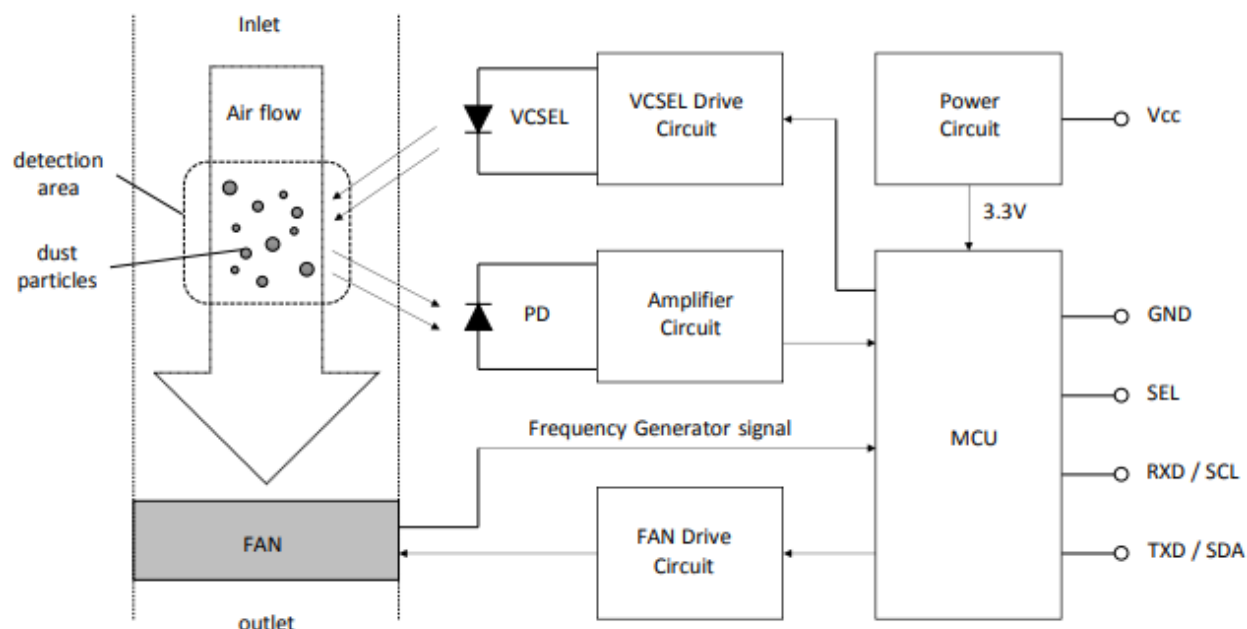 Inlet
Air flow
detection
area
dust
particles
FAN
outlet
VCSEL
VCSEL Drive
Circuit
PD
Amplifier
Circuit
Frequency Generator signal
FAN Drive
Circuit
Power
Circuit
3.3V
MCU
Vcc
GND
SEL
RXD / SCL
TXD / SDA